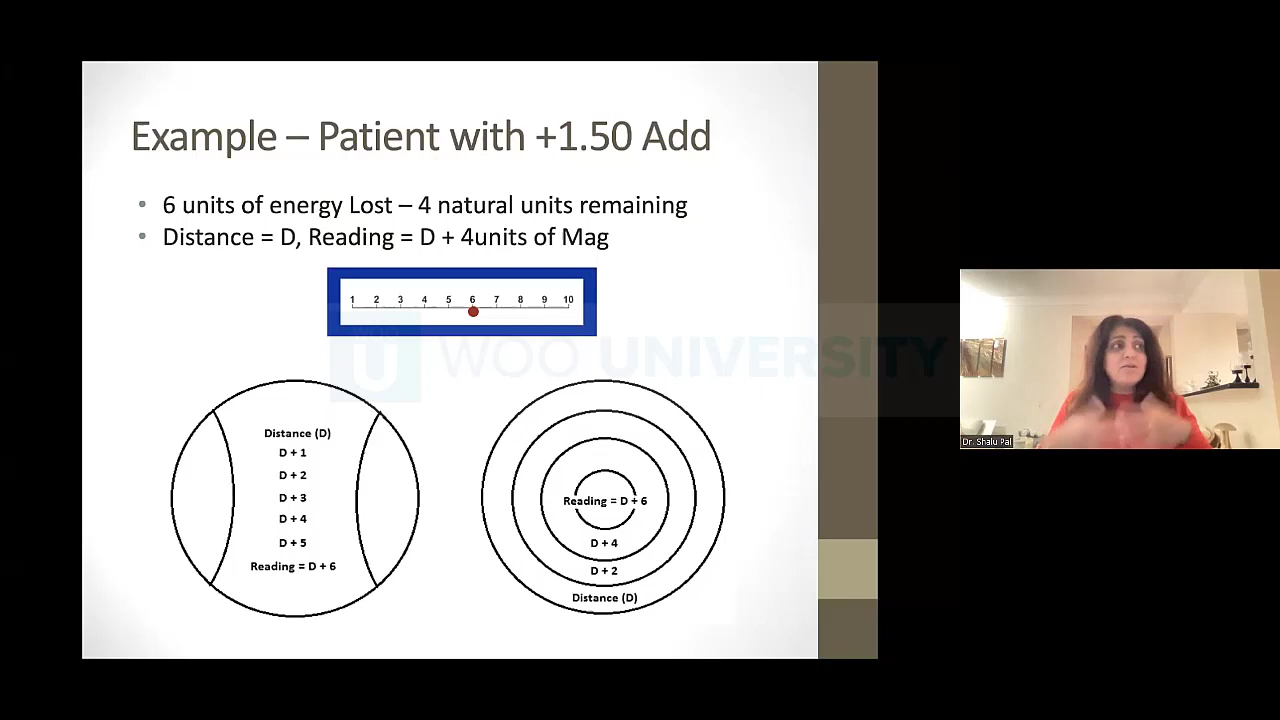 Example – Patient with +1.50 Add
• 6 units of energy Lost – 4 natural units remaining
• Distance = D, Reading = D + 4units of Mag
1 2 3 4 5 6 7 8 9 10
WOO UNIVERSITY
Distance (D)
D + 1
D + 2
D + 3
D + 4
D + 5
Reading = D + 6
Reading = D + 6
D + 4
D + 2
Distance (D)
Dr. Shalu Pal